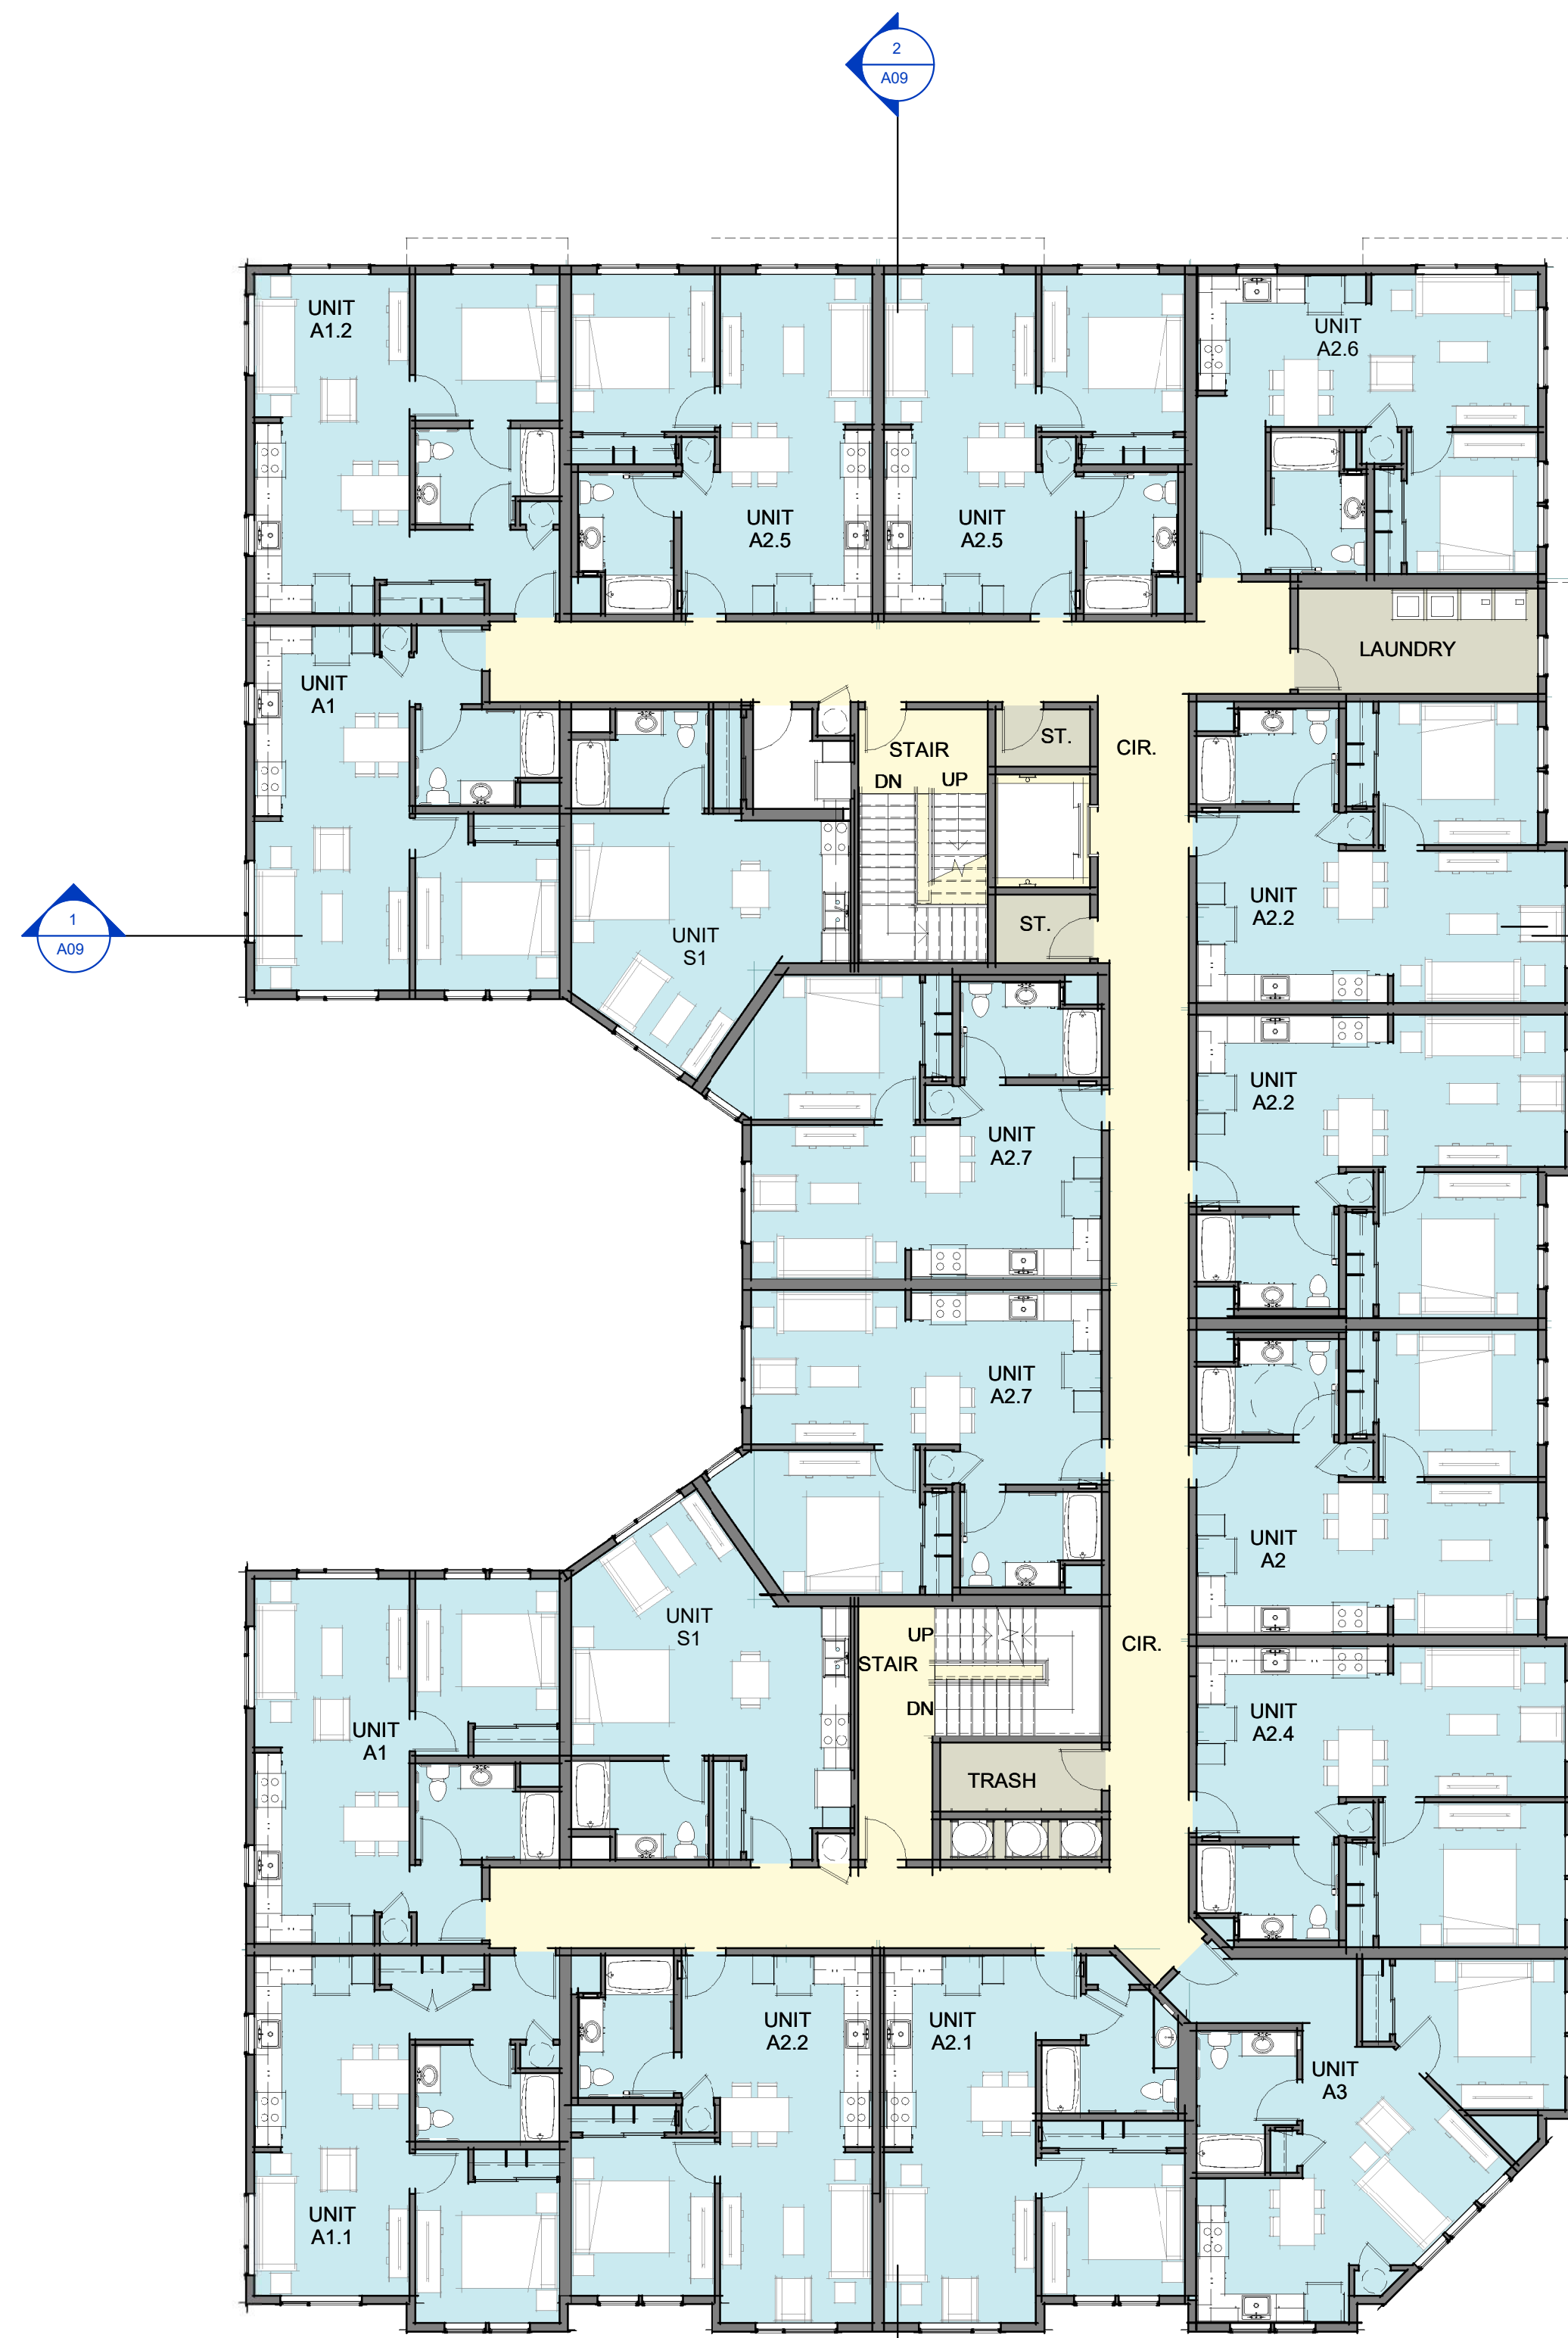 2
A09
UNIT
A1.2
UNIT
A2.6
UNIT
A2.5
UNIT
A2.5
LAUNDRY
UNIT
A1
STAIR
DN
UP
ST.
CIR.
UNIT
A2.2
ST.
UNIT
S1
1
A09
UNIT
A2.2
UNIT
A2.7
UNIT
A2.7
UNIT
A2
UNIT
S1
UP
STAIR
DN
CIR.
UNIT
A1
UNIT
A2.4
TRASH
UNIT
A2.2
UNIT
A2.1
UNIT
A3
UNIT
A1.1